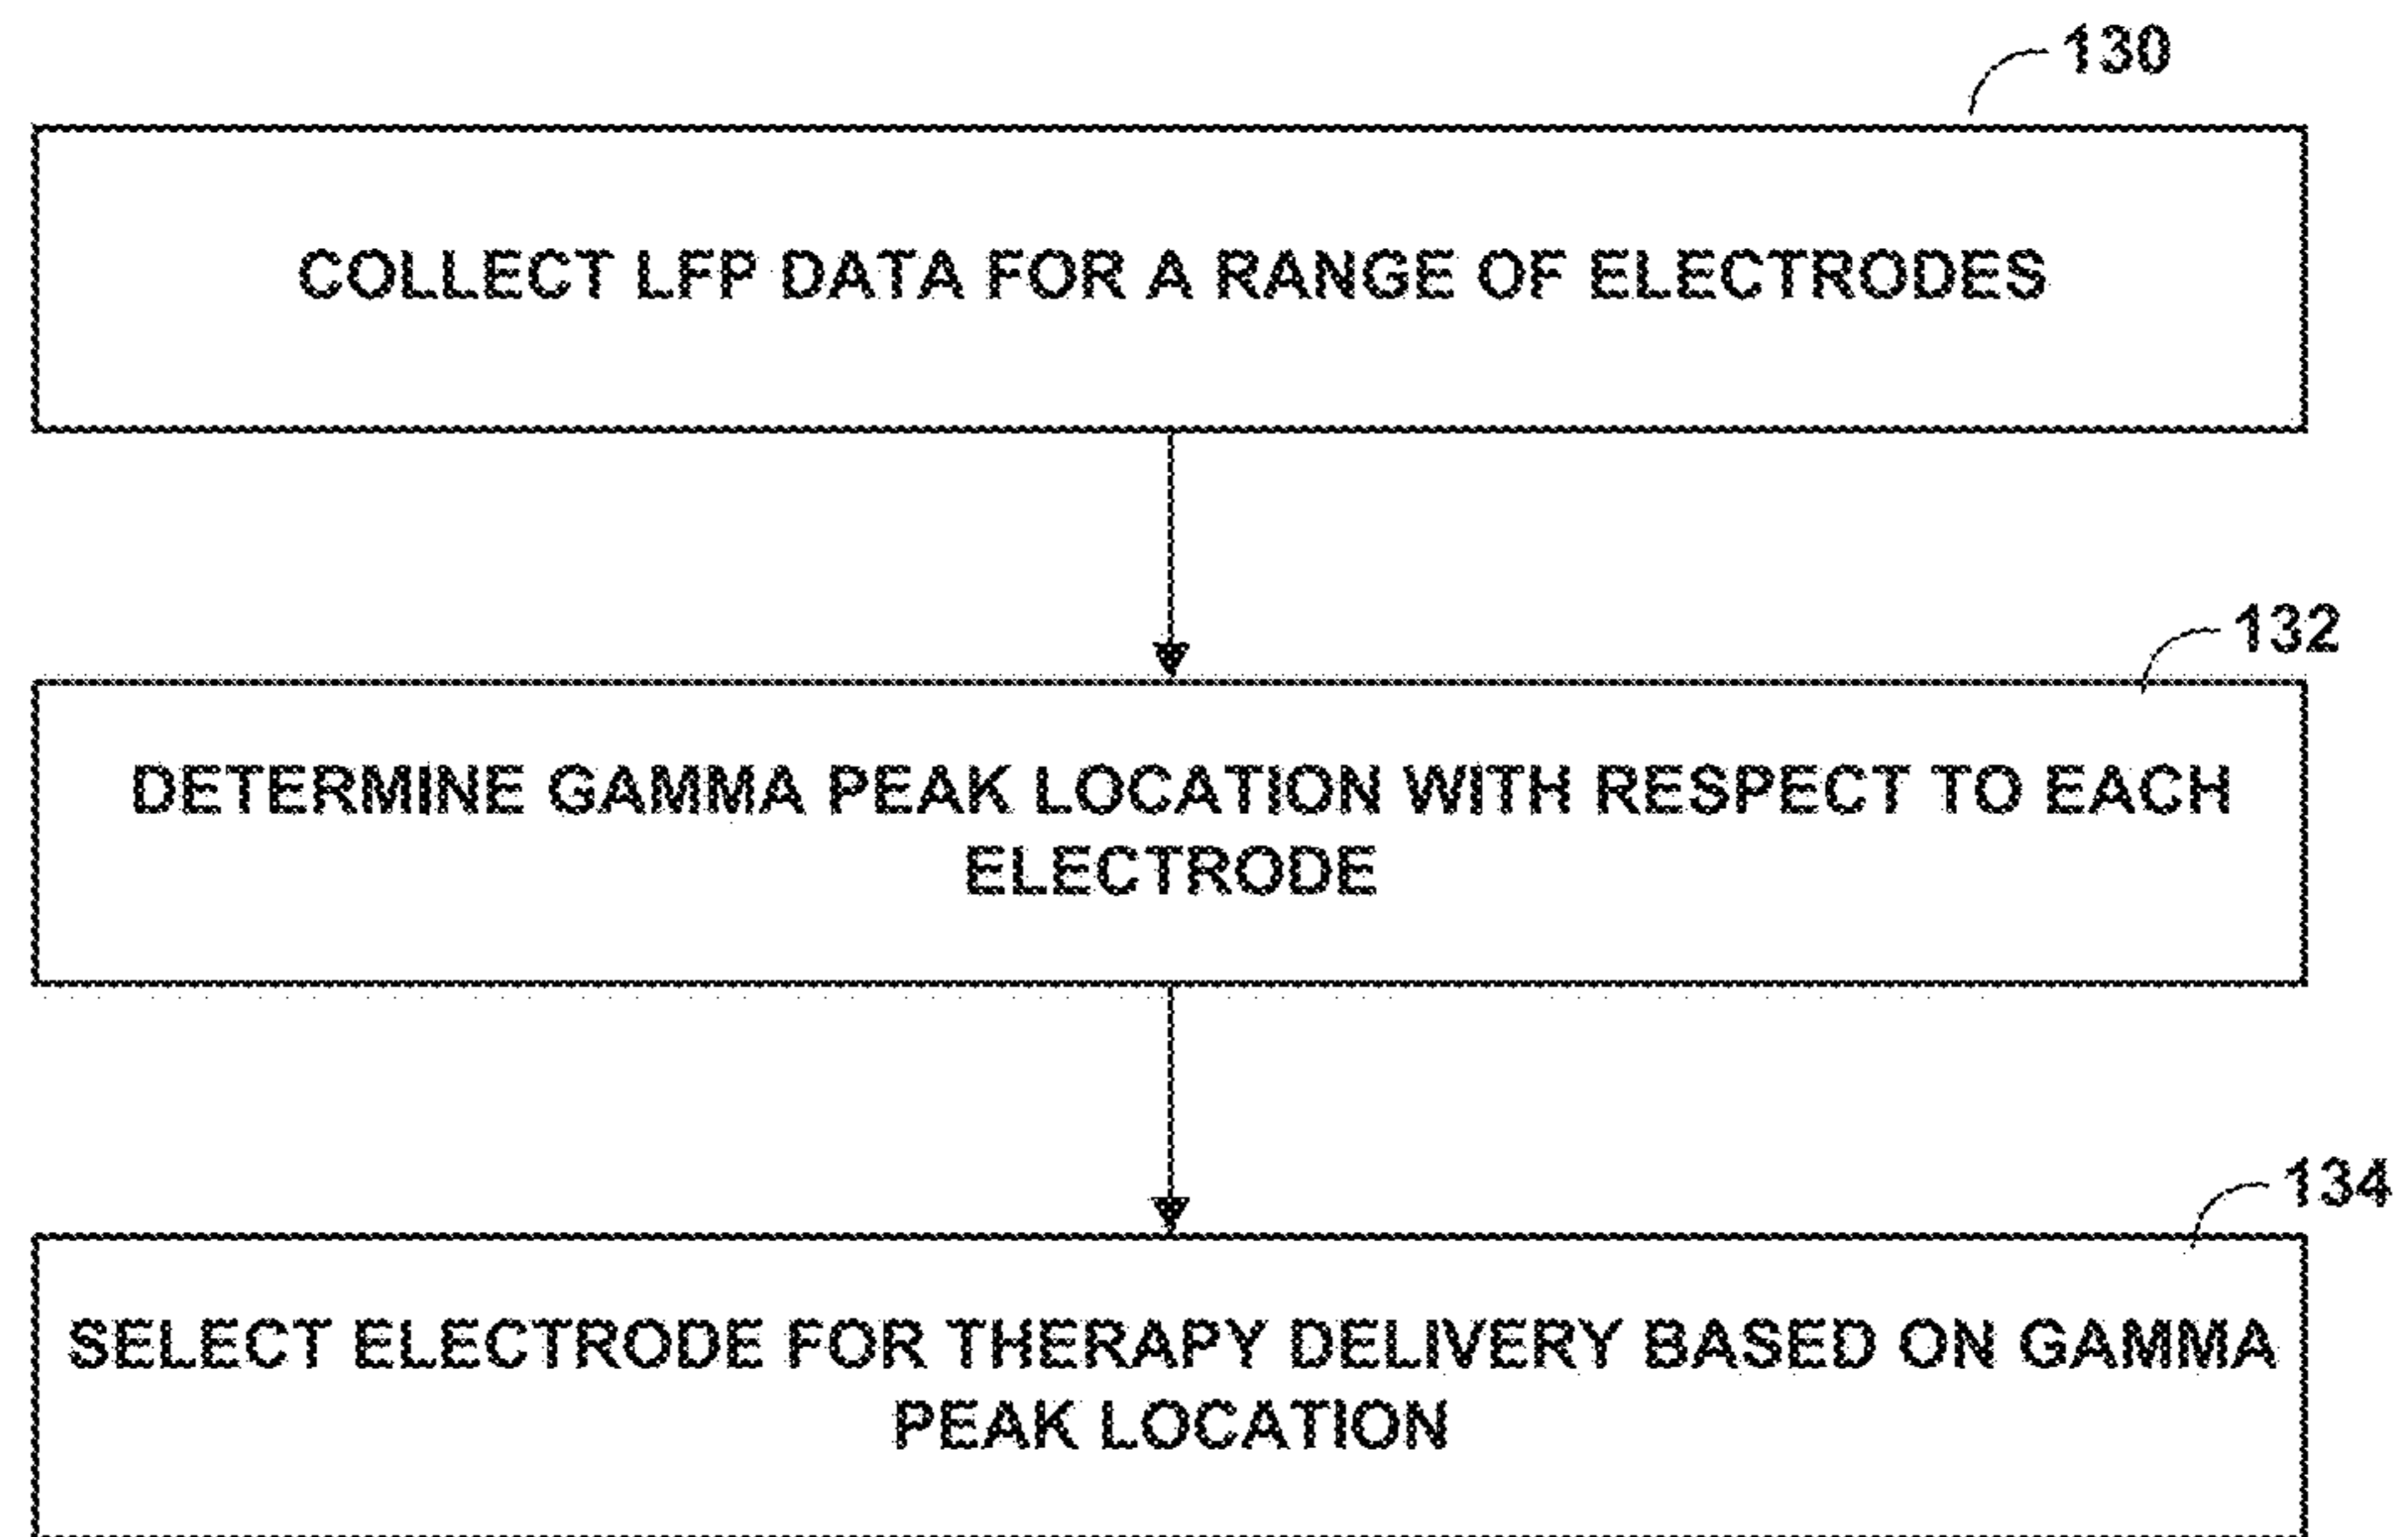 130
COLLECT LFP DATA FOR A RANGE OF ELECTRODES
132
DETERMINE GAMMA PEAK LOCATION WITH RESPECT TO EACH
ELECTRODE
134
SELECT ELECTRODE FOR THERAPY DELIVERY BASED ON GAMMA
PEAK LOCATION